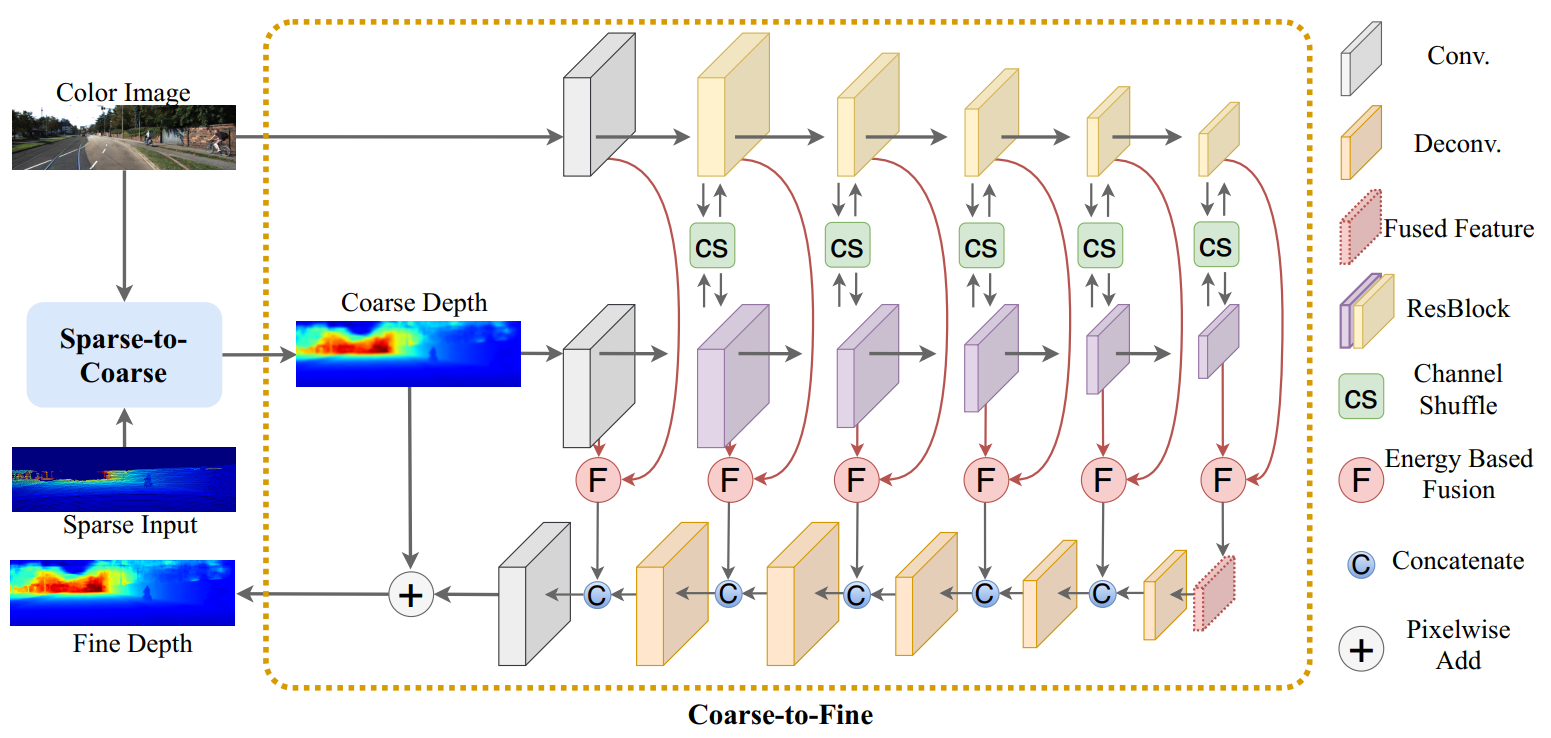 Color Image
Sparse-to-
Coarse
Sparse Input
Fine Depth
Coarse Depth
CS
CS
CS
CS
CS
F
F
F
F
F
F
+
C
C
C
C
C
Coarse-to-Fine
Conv.
Deconv.
Fused Feature
ResBlock
CS
Channel
Shuffle
F
Energy Based
Fusion
C
Concatenate
+
Pixelwise
Add